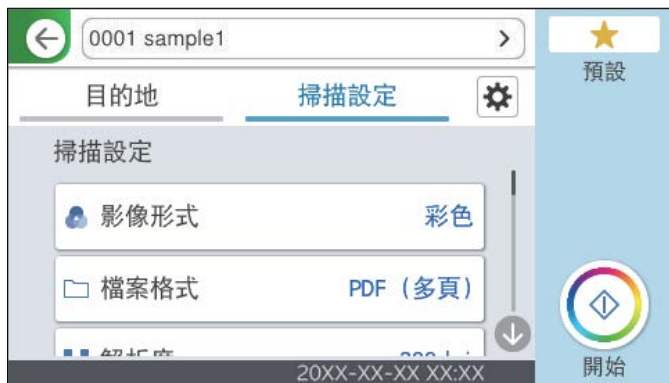 0001 sample1
預設
目的地
掃描設定
掃描設定
影像形式
彩色
檔案格式
PDF (多頁)
20XX-XX-XX XX:XX
開始